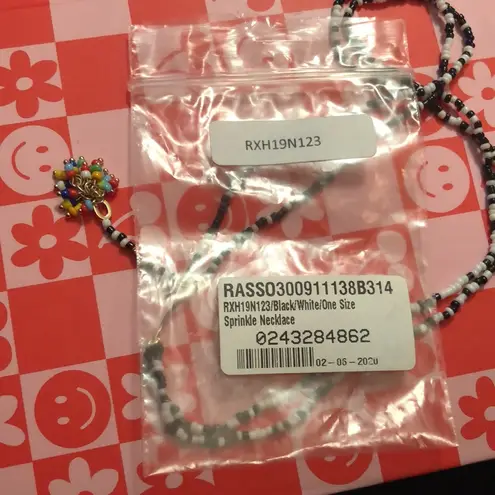 RXH19N123
RASSO300911138B314
RXH19N123/Black/White/One Size
Sprinkle Necklace
0243284862
02-05-2020